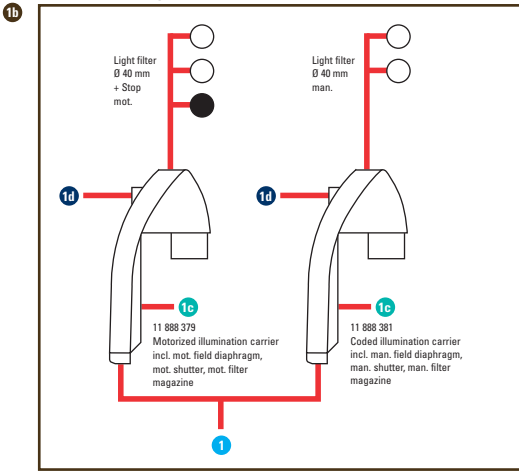 1b
Light filter
Ø 40 mm
+ Stop
mot.
Light filter
Ø 40 mm
man.
1d
1d
1c
1c
11 888 379
Motorized illumination carrier
incl. mot. field diaphragm,
mot. shutter, mot. filter
magazine
11 888 381
Coded illumination carrier
incl. man. field diaphragm,
man. shutter, man. filter
magazine
1